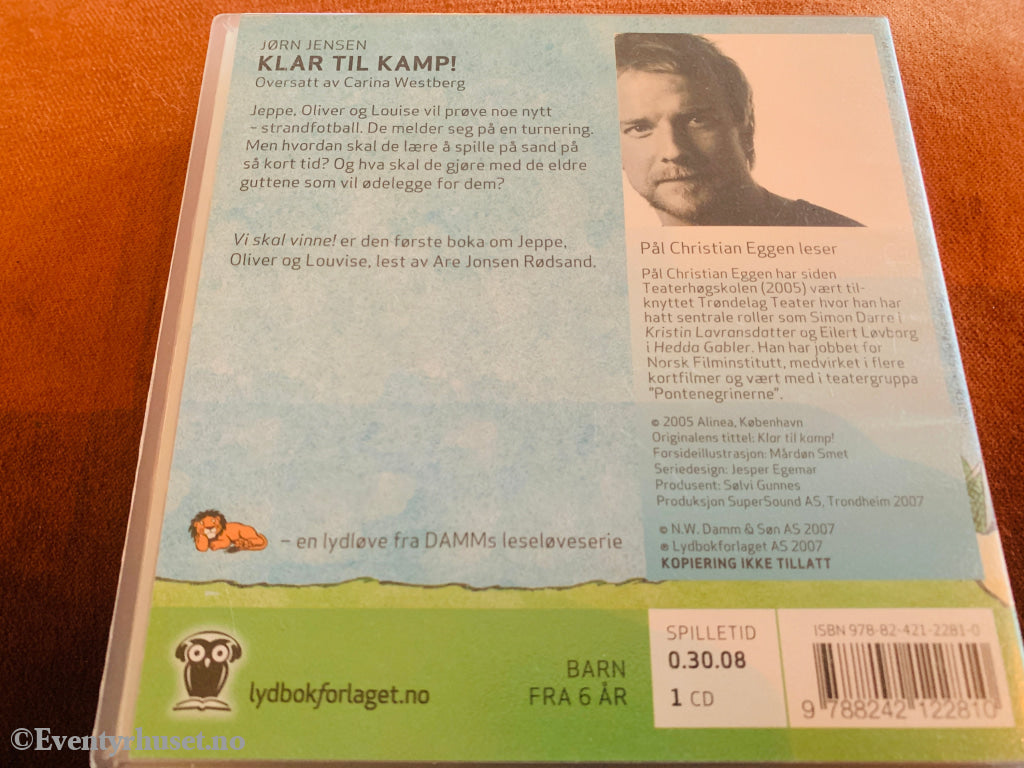 JØRN JENSEN
KLAR TIL KAMP!
Oversatt av Carina Westberg
Jeppe, Oliver og Louise vil prøve noe nytt
– strandfotball. De melder seg på en turnering.
Men hvordan skal de lære å spille på sand på
så kort tid? Og hva skal de gjøre med de eldre
guttene som vil ødelegge for dem?
Vi skal vinne! er den første boka om Jeppe,
Oliver og Louvise, lest av Are Jonsen Rødsand.
Pål Christian Eggen leser
Pål Christian Eggen har siden
Teaterhøgskolen (2005) vært til-
knyttet Trøndelag Teater hvor han har
hatt sentrale roller som Simon Darre i
Kristin Lavransdatter og Eilert Løvborg
i Hedda Gabler. Han har jobbet for
Norsk Filminstitutt, medvirket i flere
kortfilmer og vært med i teatergruppa
"Pontenegrinerne".
© 2005 Alinea, København
Originalens tittel: Klar til kamp!
Forsideillustrasjon: Mårdøn Smet
Seriedesign: Jesper Egemar
Produsent: Sølvi Gunnes
Produksjon SuperSound AS, Trondheim 2007
© N.W. Damm & Søn AS 2007
℗ Lydbokforlaget AS 2007
KOPIERING IKKE TILLATT
– en lydløve fra DAMMs leseløveserie
lydbokforlaget.no
BARN
FRA 6 ÅR
SPILLETID
0.30.08
1 CD
ISBN 978-82-421-2281-0
9 788242 122810
©Eventyrhuset.no